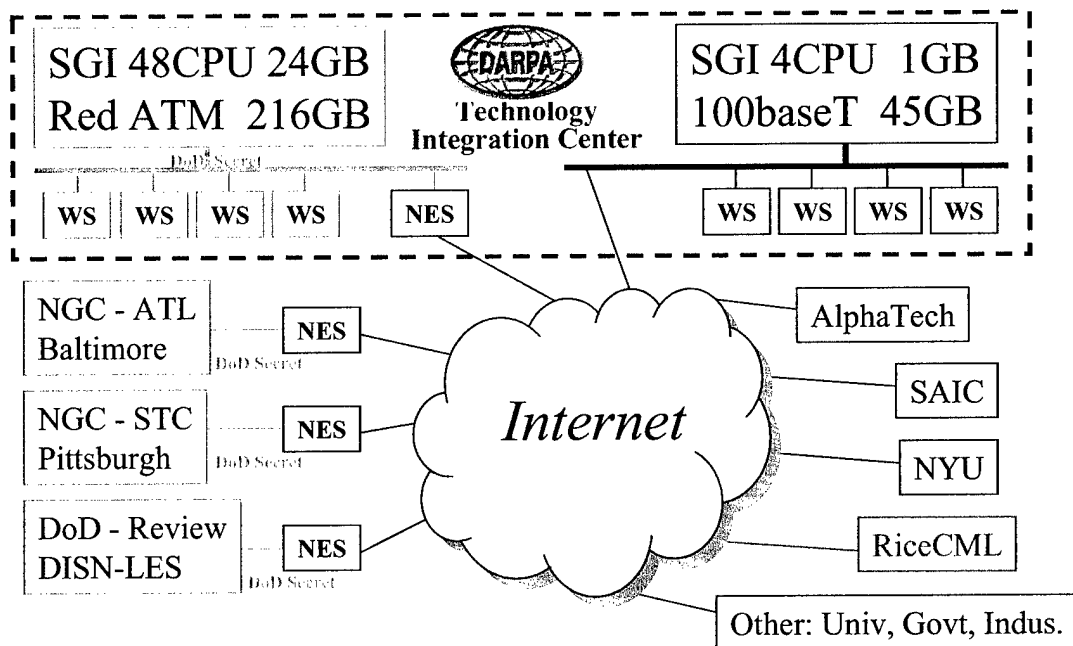 SGI 48CPU 24GB
Red ATM 216GB
DARPA
Technology
Integration Center
SGI 4CPU 1GB
100baseT 45GB
DoD Secret
WS
WS
WS
WS
NES
WS
WS
WS
WS
NGC - ATL
Baltimore
NES
DoD Secret
NGC - STC
Pittsburgh
NES
DoD Secret
DoD - Review
DISN-LES
NES
DoD Secret
Internet
AlphaTech
SAIC
NYU
RiceCML
Other: Univ, Govt, Indus.